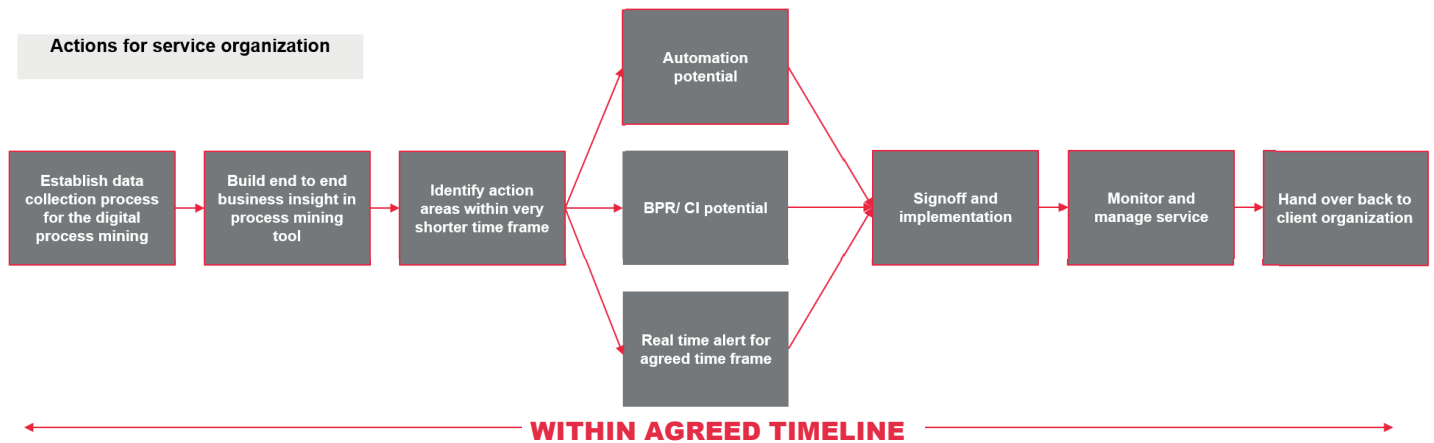 Actions for service organization
Establish data
collection process
for the digital
process mining
Build end to end
business insight in
process mining
tool
Identify action
areas within very
shorter time frame
Automation
potential
BPR/ CI potential
Real time alert for
agreed time frame
Signoff and
implementation
Monitor and
manage service
Hand over back to
client organization
WITHIN AGREED TIMELINE